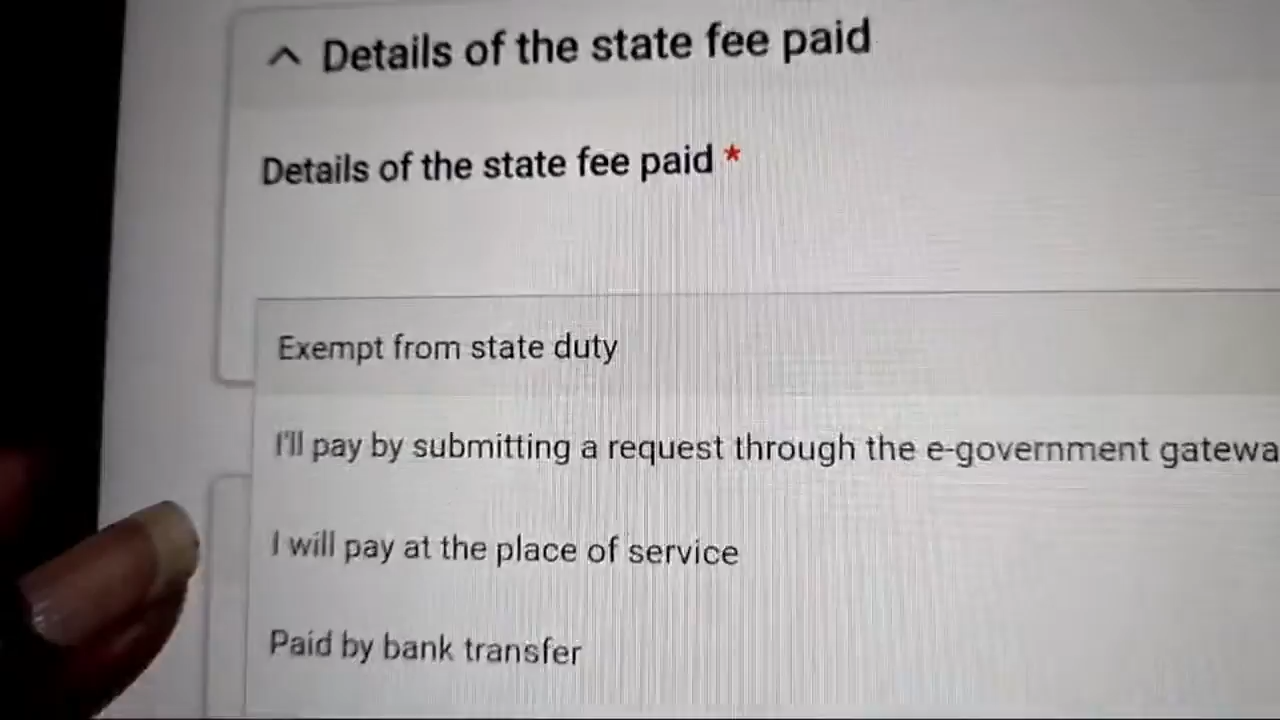 Details of the state fee paid
Details of the state fee paid *
Exempt from state duty
I'll pay by submitting a request through the e-government gatewa
I will pay at the place of service
Paid by bank transfer